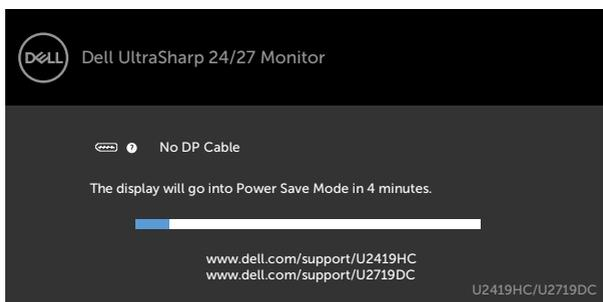 DELL
Dell UltraSharp 24/27 Monitor
? No DP Cable
The display will go into Power Save Mode in 4 minutes.
www.dell.com/support/U2419HC
www.dell.com/support/U2719DC
U2419HC/U2719DC